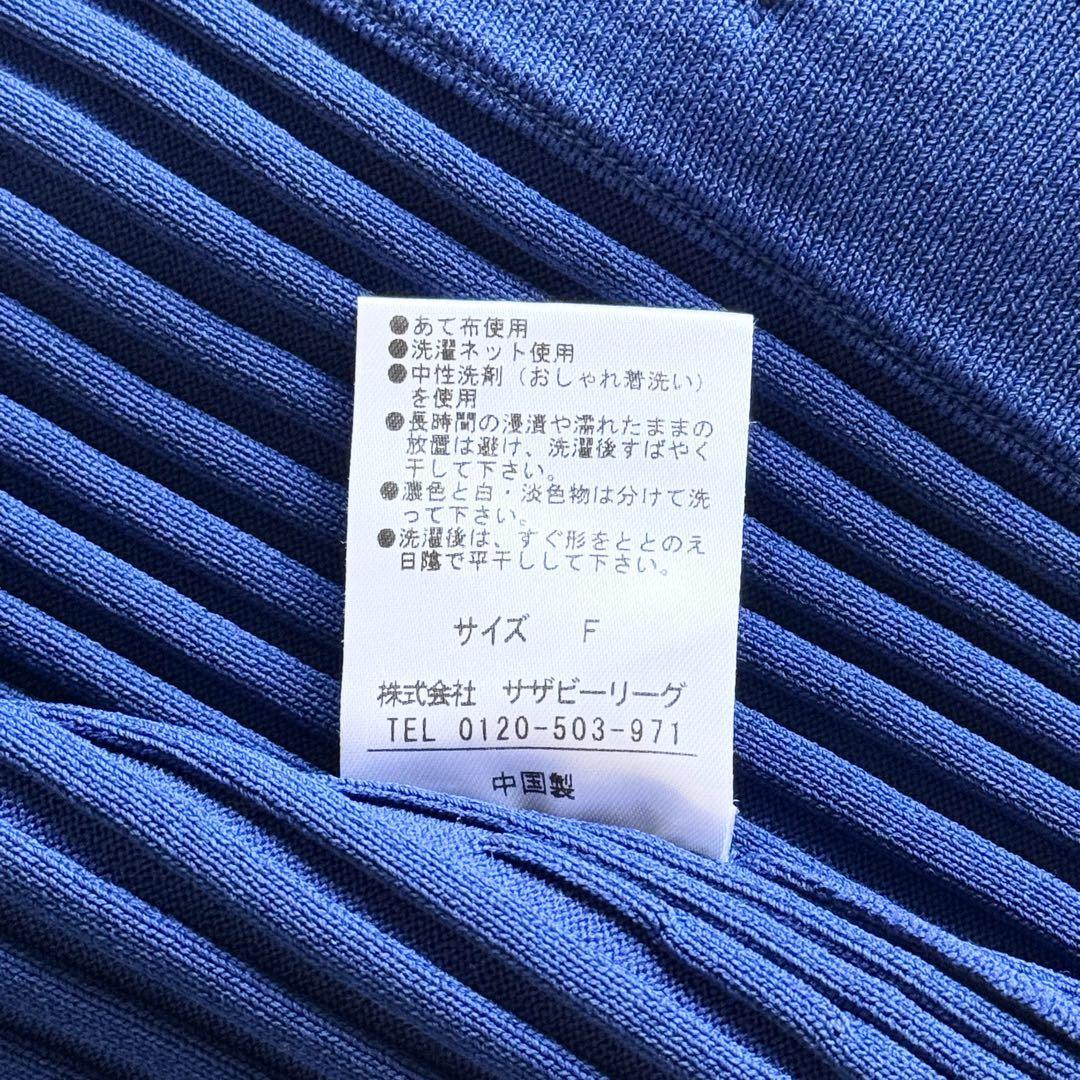 ●あて布使用
●洗濯ネット使用
●中性洗剤（おしゃれ着洗い）
を使用
●長時間の浸漬や濡れたままの
放置は避け、洗濯後すばやく
干して下さい。
●濃色と白・淡色物は分けて洗
って下さい。
●洗濯後は、すぐ形をととのえ
日陰で平干しして下さい。
サイズ F
株式会社 サザビーリーグ
TEL 0120-503-971
中国製